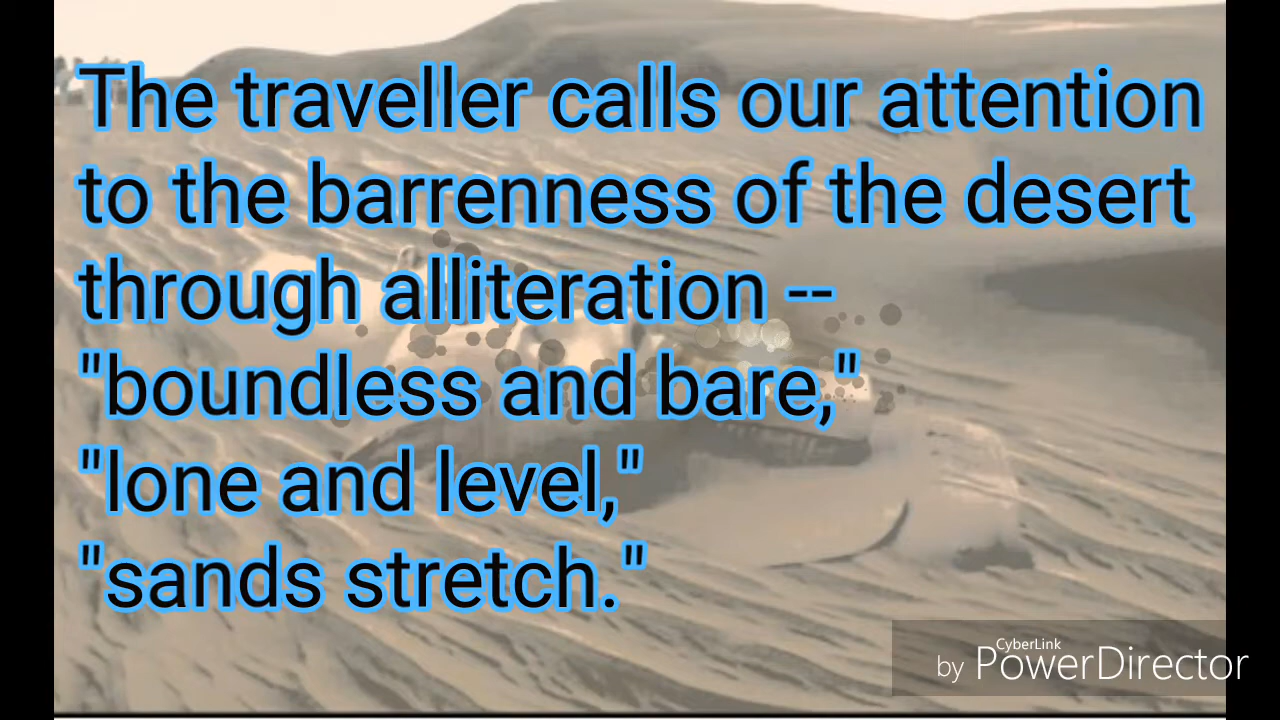 The traveller calls our attention
to the barrenness of the desert
through alliteration --
"boundless and bare,"
"lone and level,"
"sands stretch."
CyberLink
by PowerDirector